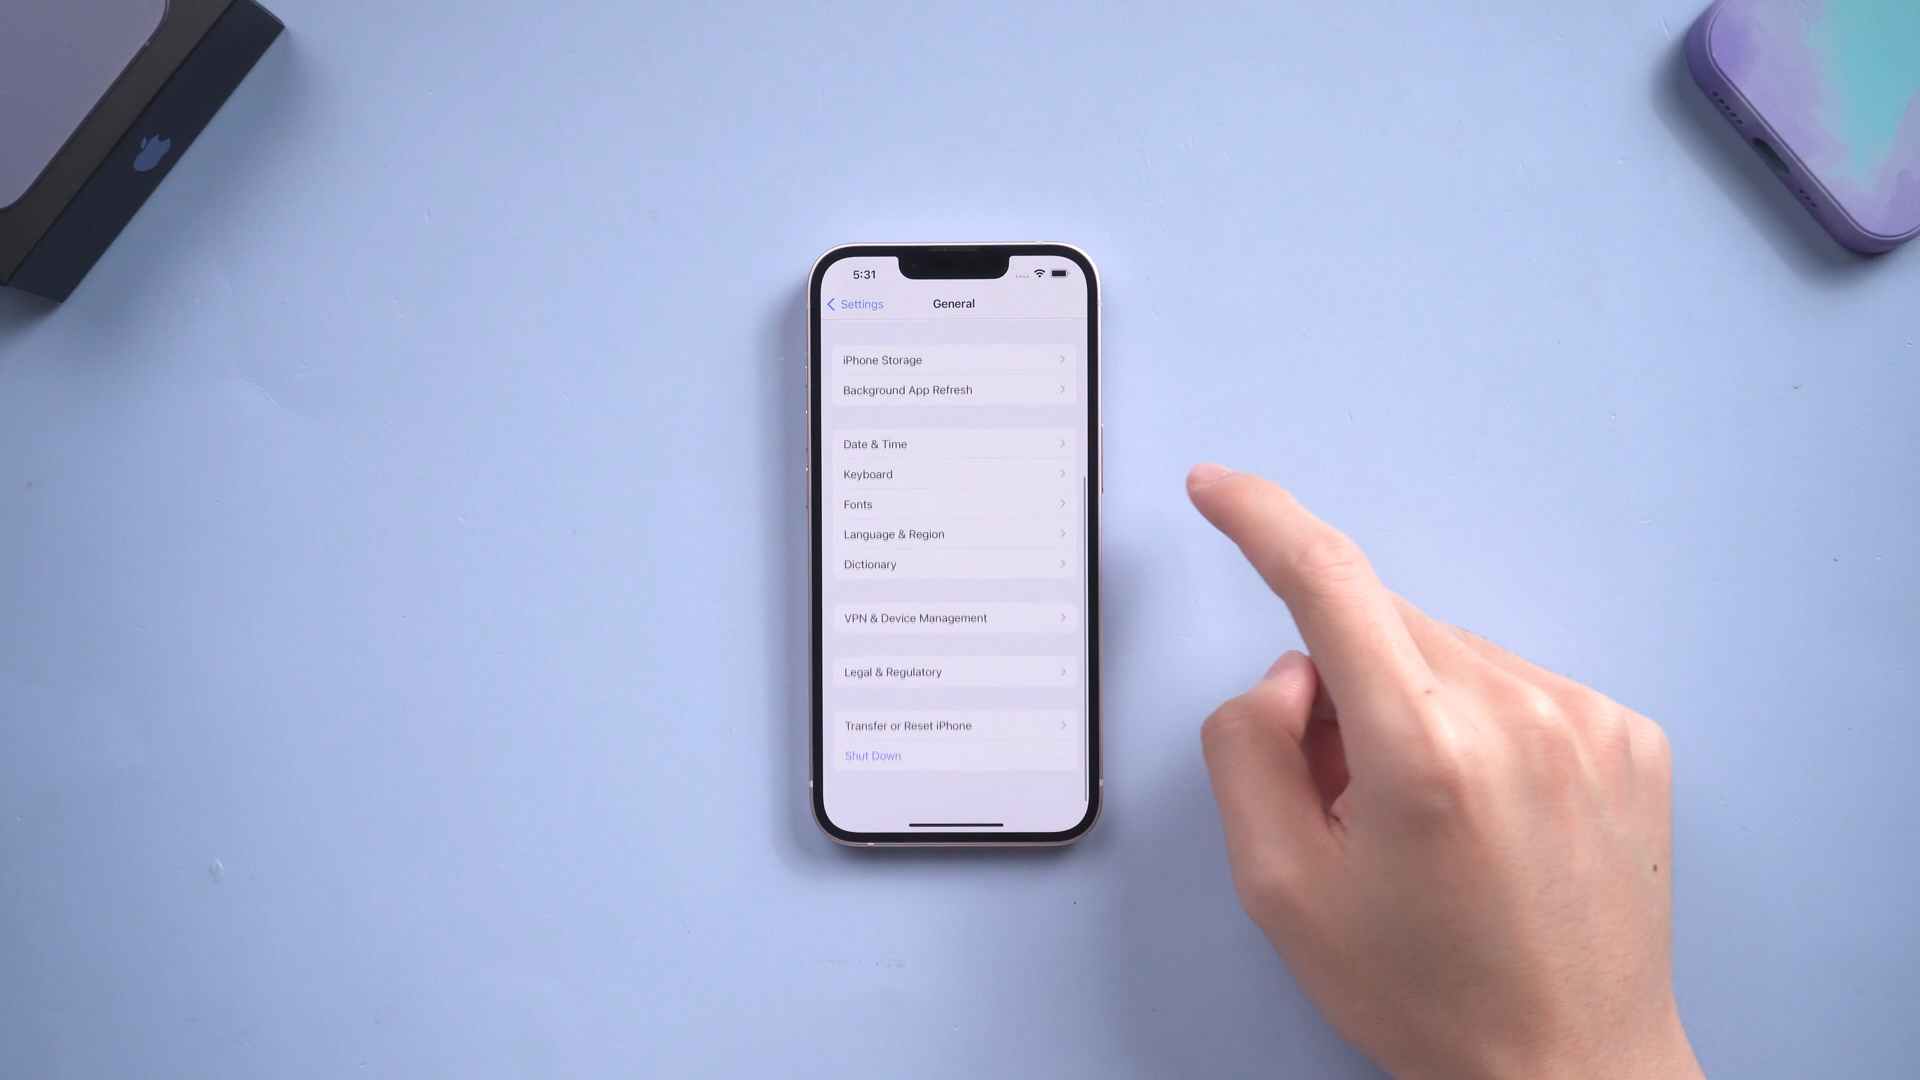 5:31
Settings
General
iPhone Storage
Background App Refresh
Date & Time
Keyboard
Fonts
Language & Region
Dictionary
VPN & Device Management
Legal & Regulatory
Transfer or Reset iPhone
Shut Down